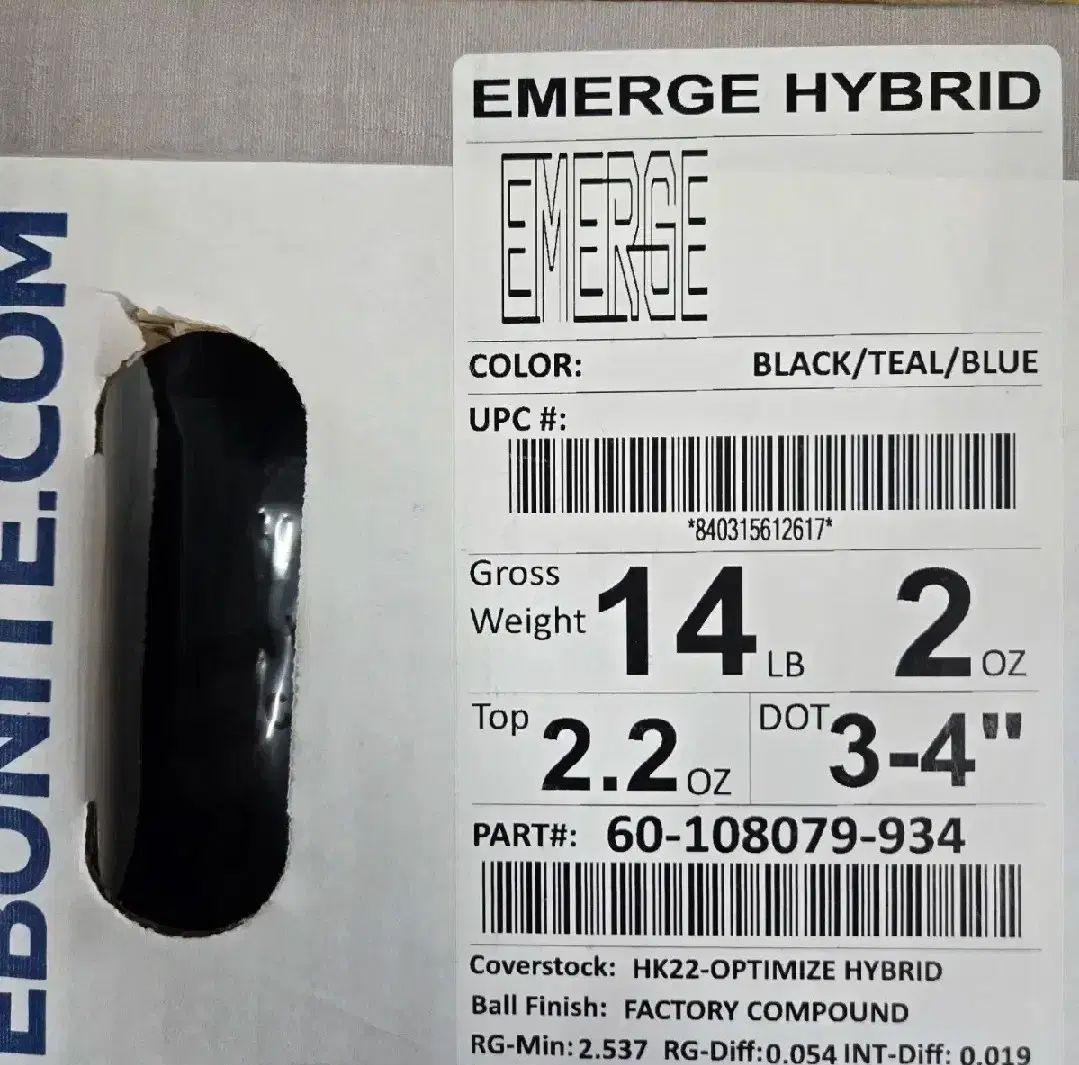 EBONITE.COM
EMERGE HYBRID
EMERGE
COLOR: BLACK/TEAL/BLUE
UPC #:
*840315612617*
Gross
Weight 14 LB 2 OZ
Top 2.2 OZ DOT 3-4"
PART#: 60-108079-934
Coverstock: HK22-OPTIMIZE HYBRID
Ball Finish: FACTORY COMPOUND
RG-Min: 2.537 RG-Diff: 0.054 INT-Diff: 0.019